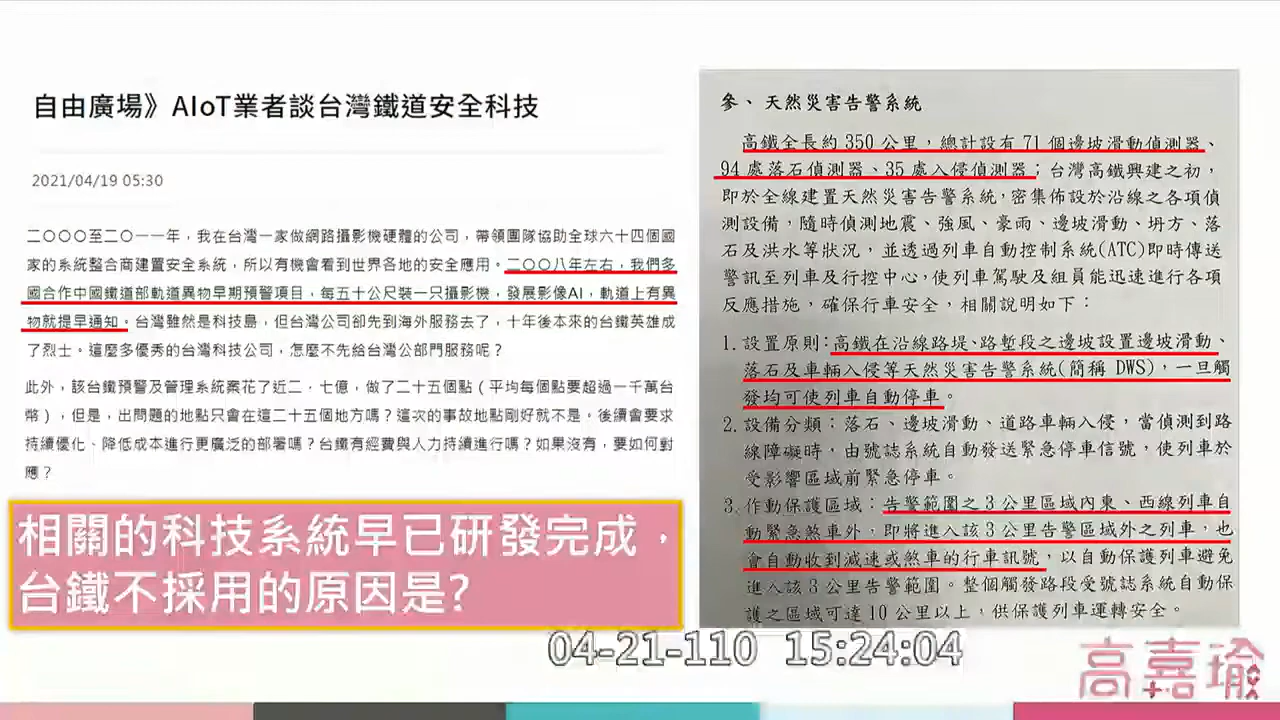 自由廣場》AIoT業者談台灣鐵道安全科技
2021/04/19 05:30
二〇〇〇至二〇一一年，我在台灣一家做網路攝影機硬體的公司，帶領團隊協助全球六十四個國
家的系統整合商建置安全系統，所以有機會看到世界各地的安全應用。二〇〇八年左右，我們多
國合作中國鐵道部軌道異物早期預警項目，每五十公尺裝一只攝影機，發展影像AI，軌道上有異
物就提早通知。台灣雖然是科技島，但台灣公司卻先到海外服務去了，十年後本來的台鐵英雄成
了烈士。這麼多優秀的台灣科技公司，怎麼不先給台灣公部門服務呢？
此外，該台鐵預警及管理系統案花了近二．七億，做了二十五個點（平均每個點要超過一千萬台
幣），但是，出問題的地點只會在這二十五個地方嗎？這次的事故地點剛好就不是。後續會要求
持續優化、降低成本進行更廣泛的部署嗎？台鐵有經費與人力持續進行嗎？如果沒有，要如何對
應？
相關的科技系統早已研發完成，
台鐵不採用的原因是?
參、天然災害告警系統
高鐵全長約 350 公里，總計設有 71 個邊坡滑動偵測器、
94 處落石偵測器、35 處入侵偵測器；台灣高鐵興建之初，
即於全線建置天然災害告警系統，密集佈設於沿線之各項偵
測設備，隨時偵測地震、強風、豪雨、邊坡滑動、坍方、落
石及洪水等狀況，並透過列車自動控制系統(ATC)即時傳送
警訊至列車及行控中心，使列車駕駛及組員能迅速進行各項
反應措施，確保行車安全，相關說明如下：
1. 設置原則：高鐵在沿線路堤、路塹段之邊坡設置邊坡滑動、
落石及車輛入侵等天然災害告警系統(簡稱 DWS)，一旦觸
發均可使列車自動停車。
2. 設備分類：落石、邊坡滑動、道路車輛入侵，當偵測到路
線障礙時，由號誌系統自動發送緊急停車信號，使列車於
受影響區域前緊急停車。
3. 作動保護區域：告警範圍之 3 公里區域內東、西線列車自
動緊急煞車外，即將進入該 3 公里告警區域外之列車，也
會自動收到減速或煞車的行車訊號，以自動保護列車避免
進入該 3 公里告警範圍。整個觸發路段受號誌系統自動保
護之區域可達 10 公里以上，供保護列車運轉安全。
04-21-110 15:24:04
高嘉瑜